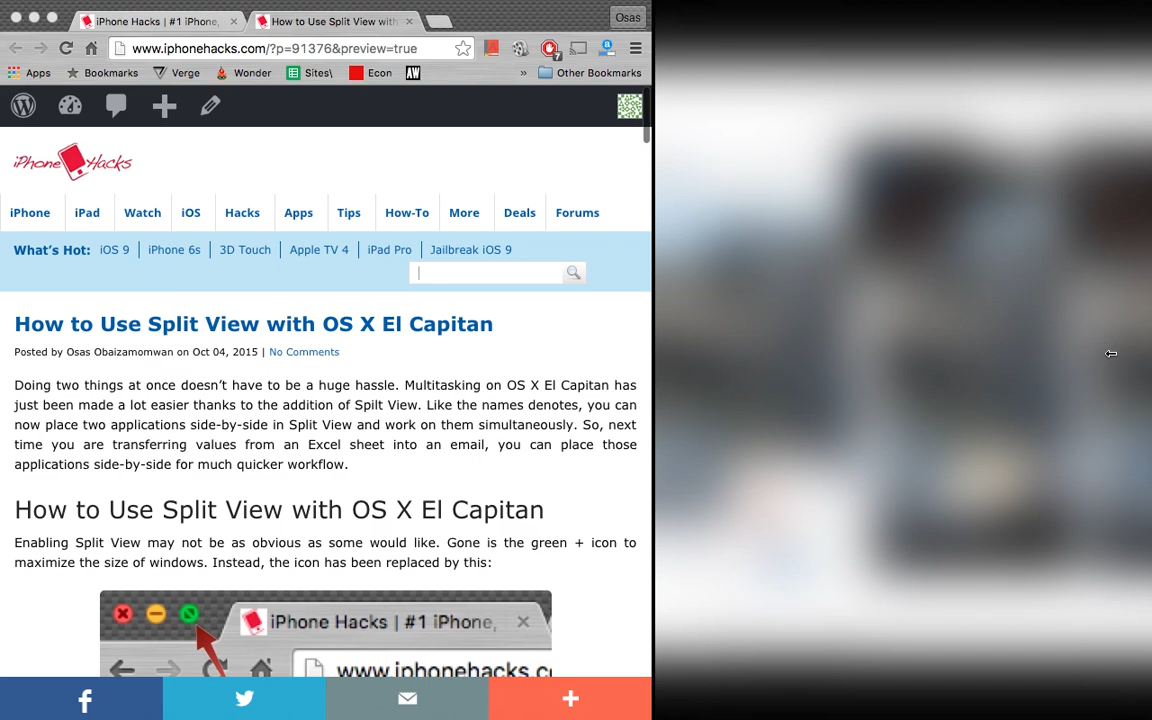 iPhone Hacks | #1 iPhone, How to Use Split View with Osas
www.iphonehacks.com/?p=91376&preview=true
7
Apps Bookmarks Verge Wonder Sites\ Econ AW » Other Bookmarks
iPhone Hacks
iPhone iPad Watch iOS Hacks Apps Tips How-To More Deals Forums
What's Hot: iOS 9 iPhone 6s 3D Touch Apple TV 4 iPad Pro Jailbreak iOS 9
How to Use Split View with OS X El Capitan
Posted by Osas Obaizamomwan on Oct 04, 2015 | No Comments
Doing two things at once doesn't have to be a huge hassle. Multitasking on OS X El Capitan has
just been made a lot easier thanks to the addition of Spilt View. Like the names denotes, you can
now place two applications side-by-side in Split View and work on them simultaneously. So, next
time you are transferring values from an Excel sheet into an email, you can place those
applications side-by-side for much quicker workflow.
How to Use Split View with OS X El Capitan
Enabling Split View may not be as obvious as some would like. Gone is the green + icon to
maximize the size of windows. Instead, the icon has been replaced by this:
iPhone Hacks | #1 iPhone,
www.iphonehacks.c